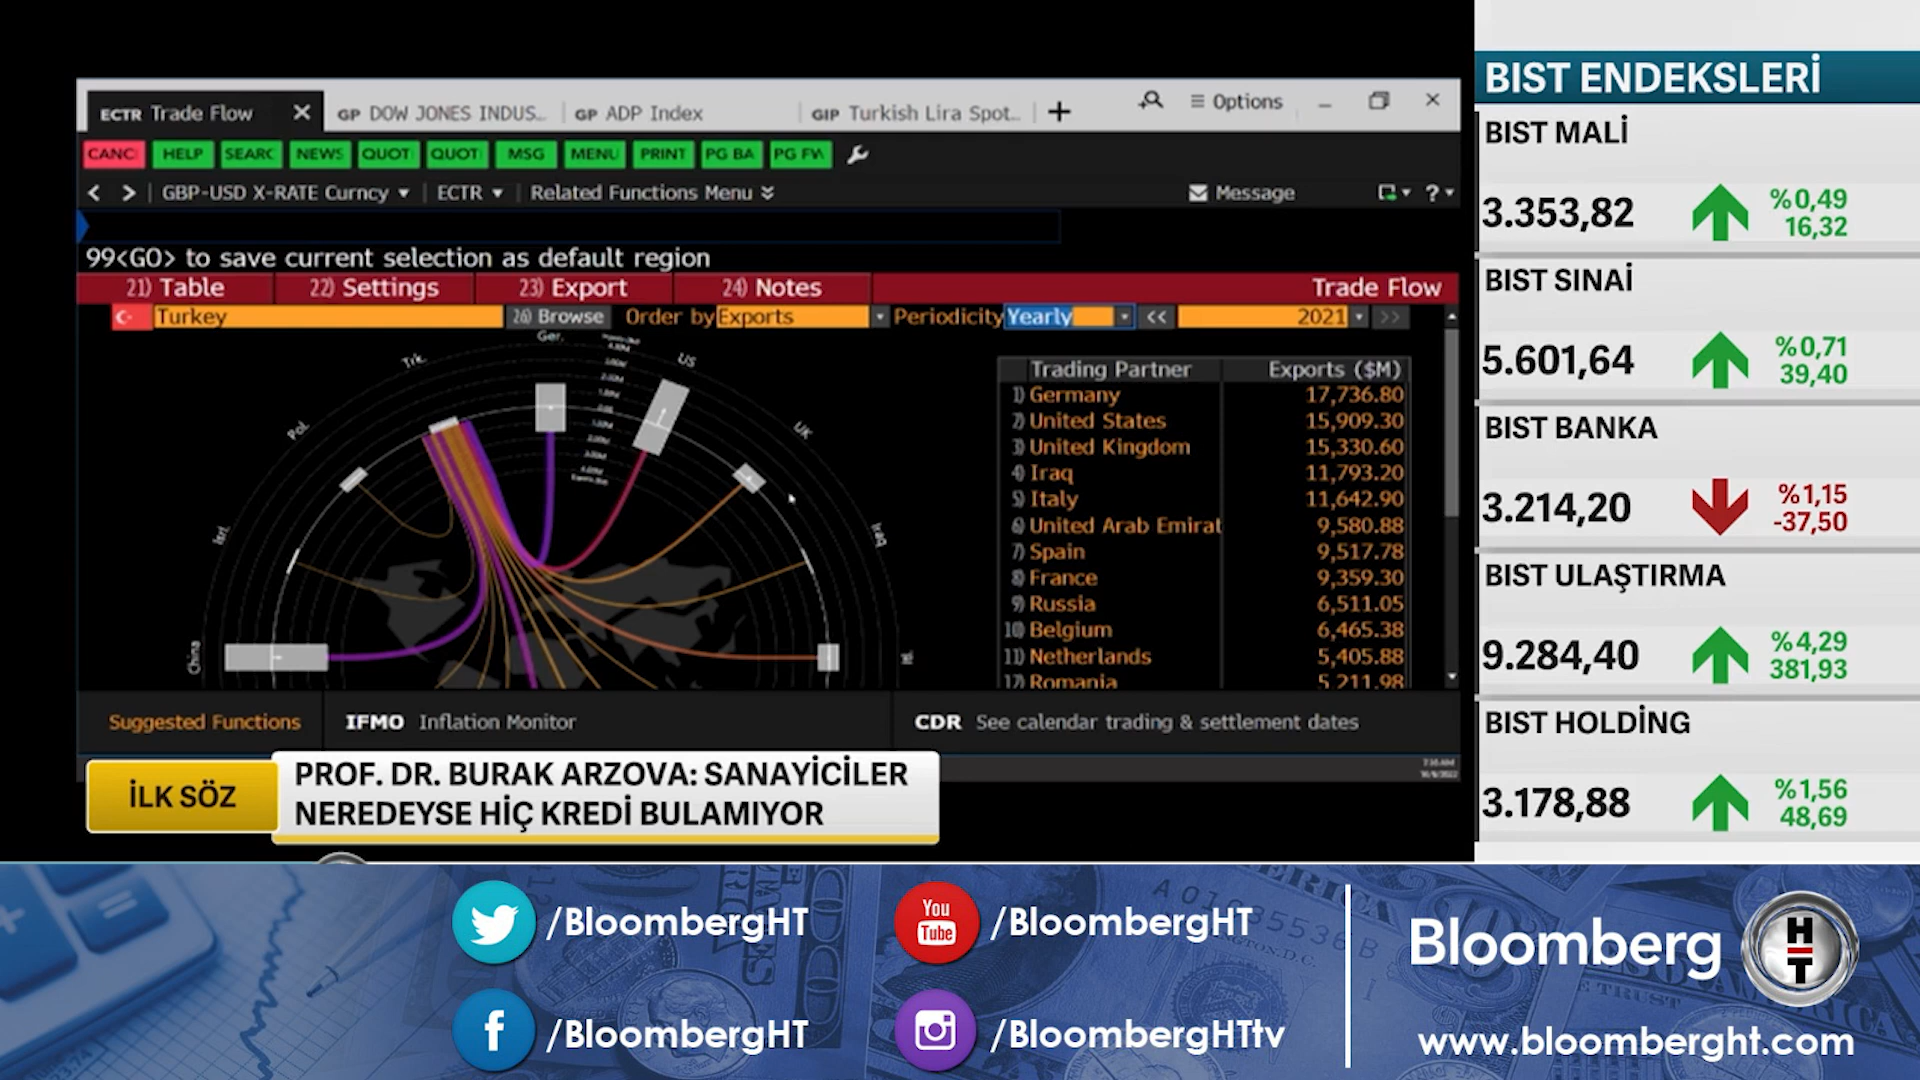 ECTR Trade Flow
GP DOW JONES INDUS...
GP ADP Index
GIP Turkish Lira Spot...
Options
CANC
HELP
SEARC
NEWS
QUOT
QUOT
MSG
MENU
PRINT
PG BA
PG FW
GBP-USD X-RATE Curncy
ECTR
Related Functions Menu
Message
?
99<GO> to save current selection as default region
21) Table
22) Settings
23) Export
24) Notes
Trade Flow
Turkey
26) Browse
Order by Exports
Periodicity Yearly
<<
2021
>>
Ger.
US
UK
Iraq
Trk.
Pol.
Isrl.
China
Trading Partner Exports ($M)
1) Germany 17,736.80
2) United States 15,909.30
3) United Kingdom 15,330.60
4) Iraq 11,793.20
5) Italy 11,642.90
6) United Arab Emirat 9,580.88
7) Spain 9,517.78
8) France 9,359.30
9) Russia 6,511.05
10) Belgium 6,465.38
11) Netherlands 5,405.88
12) Romania 5,211.98
Suggested Functions
IFMO Inflation Monitor
CDR See calendar trading & settlement dates
İLK SÖZ
PROF. DR. BURAK ARZOVA: SANAYİCİLER
NEREDEYSE HİÇ KREDİ BULAMIYOR
BIST ENDEKSLERİ
BIST MALİ
3.353,82
%0,49
16,32
BIST SINAİ
5.601,64
%0,71
39,40
BIST BANKA
3.214,20
%1,15
-37,50
BIST ULAŞTIRMA
9.284,40
%4,29
381,93
BIST HOLDİNG
3.178,88
%1,56
48,69
/BloombergHT
You
Tube
/BloombergHT
f
/BloombergHT
/BloombergHTtv
Bloomberg
HT
www.bloomberght.com